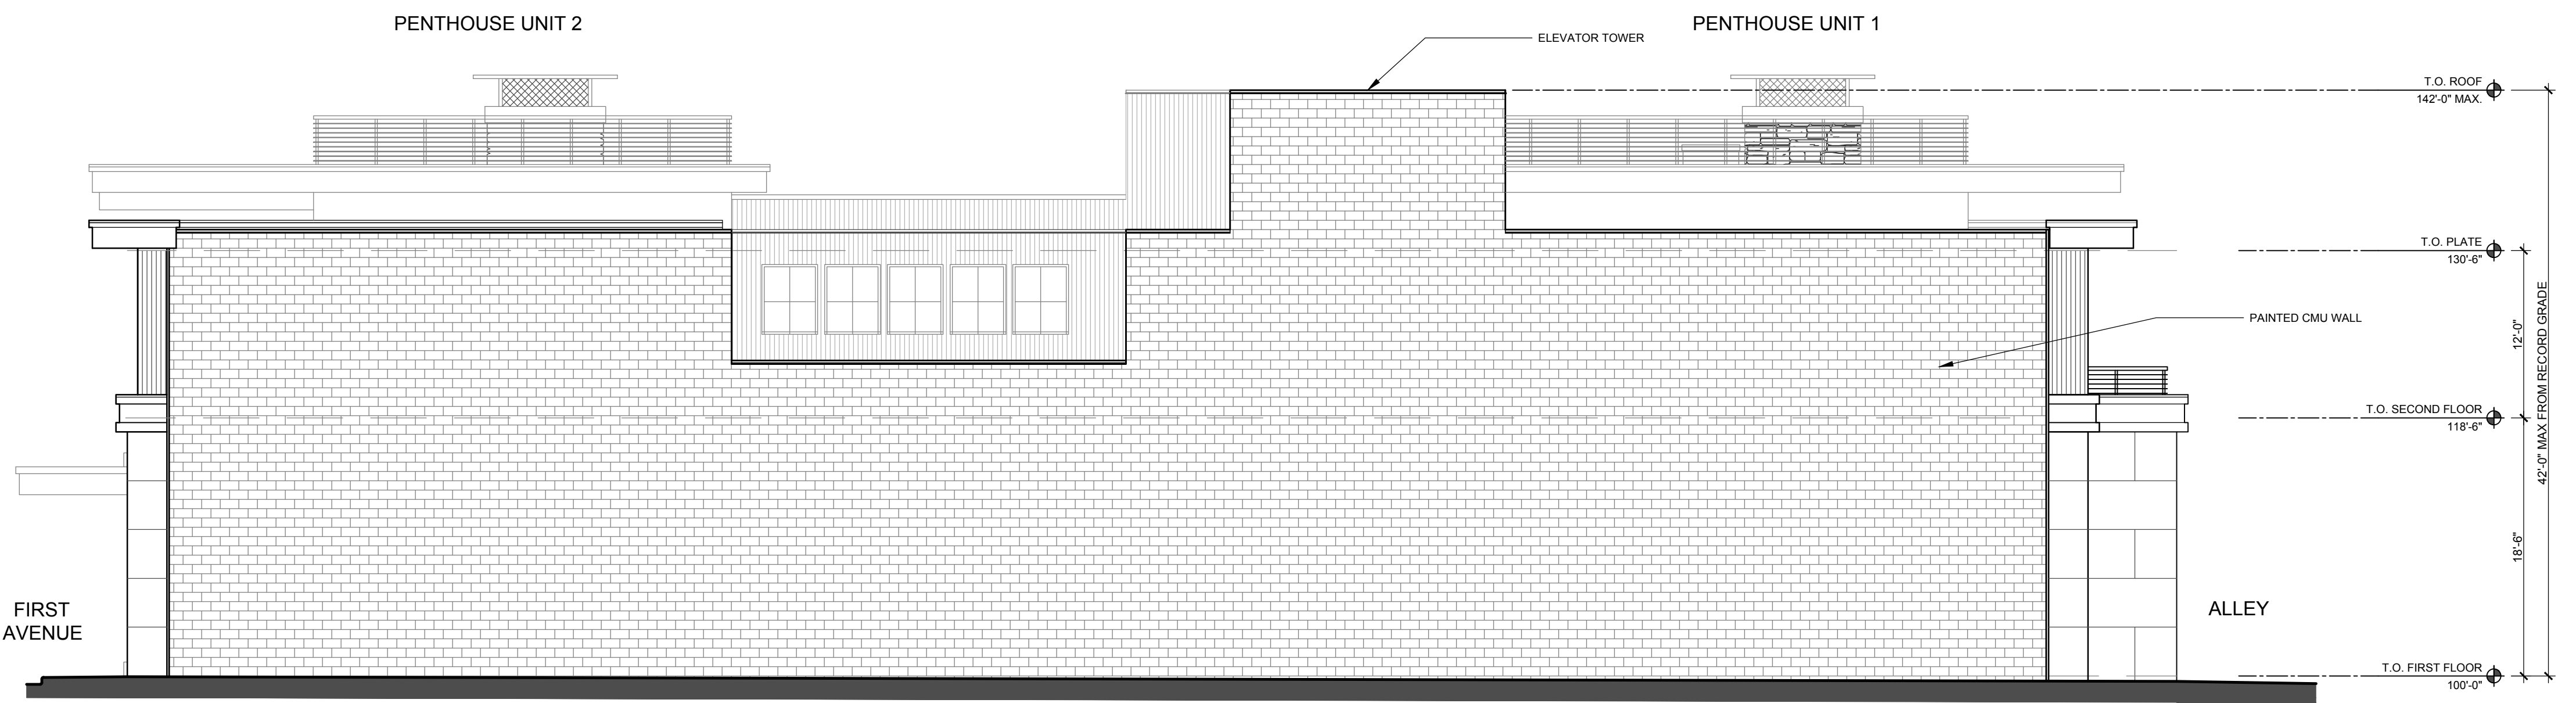 PENTHOUSE UNIT 2
PENTHOUSE UNIT 1
ELEVATOR TOWER
T.O. ROOF
142'-0" MAX.
T.O. PLATE
130'-6"
PAINTED CMU WALL
12'-0"
42'-0" MAX FROM RECORD GRADE
T.O. SECOND FLOOR
118'-6"
18'-6"
FIRST
AVENUE
ALLEY
T.O. FIRST FLOOR
100'-0"